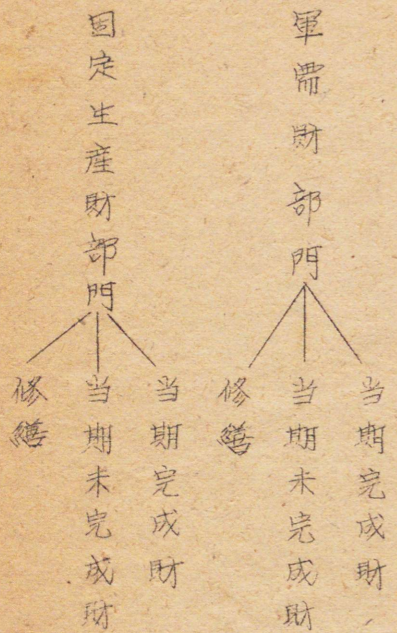 軍需財部門
当期完成財
当期未完成財
修繕
固定生産財部門
当期完成財
当期未完成財
修繕